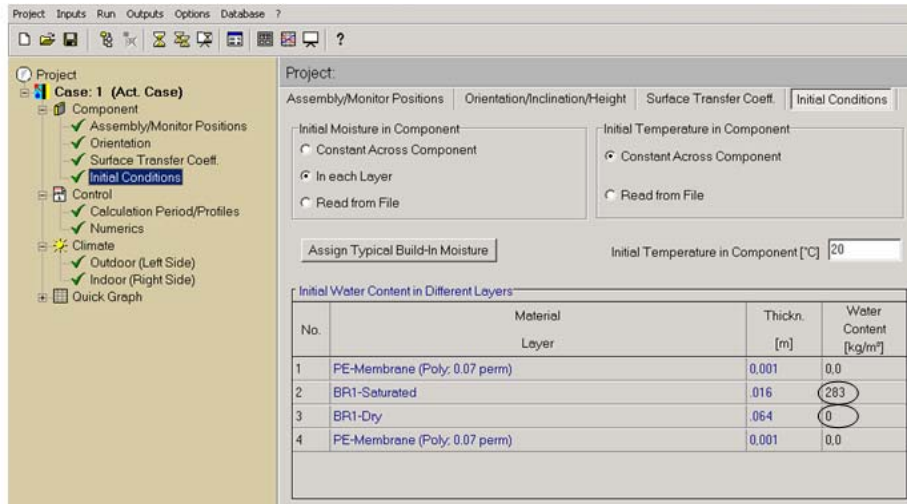 Project Inputs Run Outputs Options Database ?
?
Project
Case: 1 (Act. Case)
Component
Assembly/Monitor Positions
Orientation
Surface Transfer Coeff.
Initial Conditions
Control
Calculation Period/Profiles
Numerics
Climate
Outdoor (Left Side)
Indoor (Right Side)
Quick Graph
Project:
Assembly/Monitor Positions Orientation/Inclination/Height Surface Transfer Coeff. Initial Conditions
Initial Moisture in Component
Constant Across Component
In each Layer
Read from File
Initial Temperature in Component
Constant Across Component
Read from File
Assign Typical Build-In Moisture
Initial Temperature in Component [°C] 20
Initial Water Content in Different Layers
No. Material Layer Thickn. [m] Water Content [kg/m³]
1 PE-Membrane (Poly; 0.07 perm) 0,001 0,0
2 BR1-Saturated .016 283
3 BR1-Dry .064 0
4 PE-Membrane (Poly; 0.07 perm) 0,001 0,0